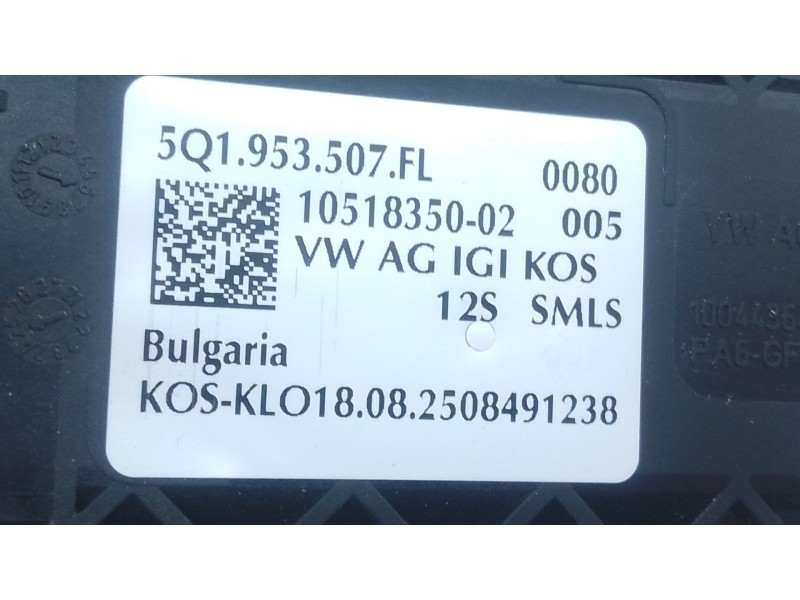 5Q1.953.507.FL 0080
10518350-02 005
VW AG IGI KOS
12S SMLS
Bulgaria
KOS-KLO18.08.2508491238
VW